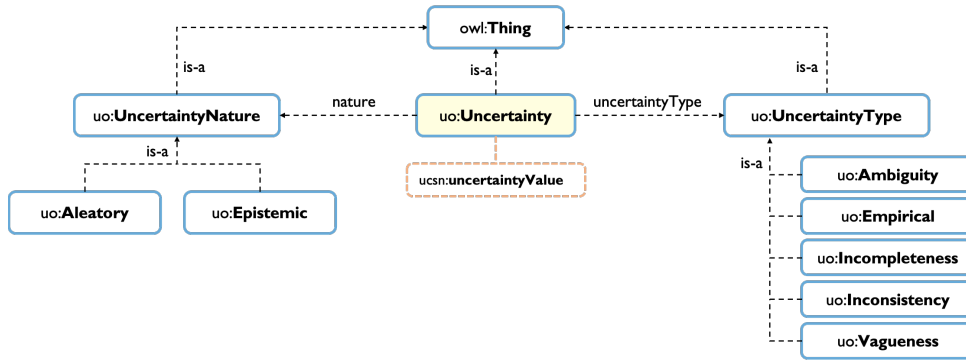 owl:Thing
is-a
is-a
is-a
uo:UncertaintyNature
nature
uo:Uncertainty
uncertaintyType
uo:UncertaintyType
is-a
is-a
ucsn:uncertaintyValue
uo:Aleatory
uo:Epistemic
uo:Ambiguity
uo:Empirical
uo:Incompleteness
uo:Inconsistency
uo:Vagueness